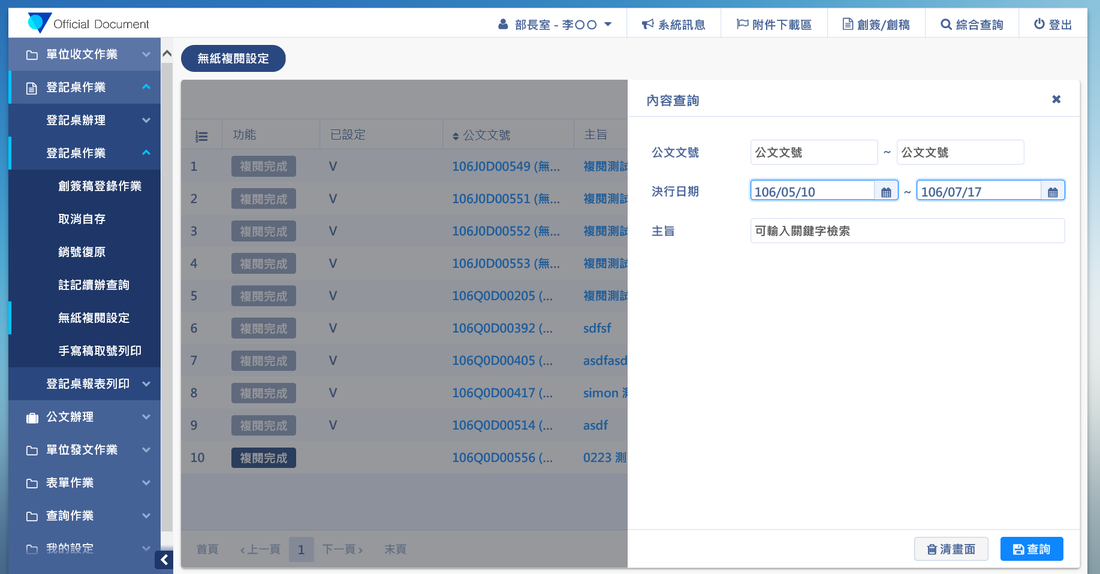 Official Document
部長室 - 李〇〇
系統訊息
附件下載區
創簽/創稿
綜合查詢
登出
單位收文作業
登記桌作業
登記桌辦理
登記桌作業
創簽稿登錄作業
取消自存
銷號復原
註記續辦查詢
無紙複閱設定
手寫稿取號列印
登記桌報表列印
公文辦理
單位發文作業
表單作業
查詢作業
我的設定
無紙複閱設定
功能 已設定 公文文號 主旨
1 複閱完成 V 106J0D00549 (無... 複閱測試
2 複閱完成 V 106J0D00551 (無... 複閱測試
3 複閱完成 V 106J0D00552 (無... 複閱測試
4 複閱完成 V 106J0D00553 (無... 複閱測試
5 複閱完成 V 106Q0D00205 (... 複閱測試
6 複閱完成 V 106Q0D00392 (... sdfsf
7 複閱完成 V 106Q0D00405 (... asdfasd
8 複閱完成 V 106Q0D00417 (... simon 測
9 複閱完成 V 106Q0D00514 (... asdf
10 複閱完成 106Q0D00556 (... 0223 測
首頁 ‹上一頁 1 下一頁› 末頁
內容查詢
公文文號 公文文號 ~ 公文文號
決行日期 106/05/10 ~ 106/07/17
主旨 可輸入關鍵字檢索
清畫面 查詢